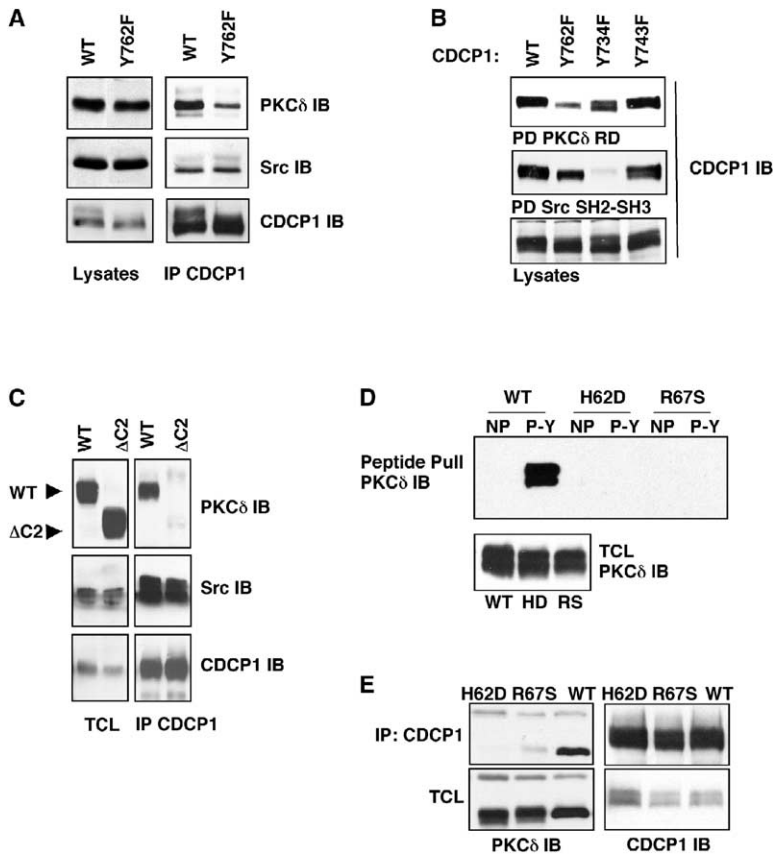 A
WT Y762F WT Y762F
PKCδ IB
Src IB
CDCP1 IB
Lysates IP CDCP1
B
CDCP1: WT Y762F Y734F Y743F
PD PKCδ RD
CDCP1 IB
PD Src SH2-SH3
Lysates
C
WT ΔC2 WT ΔC2
WT
PKCδ IB
ΔC2
Src IB
CDCP1 IB
TCL IP CDCP1
D
WT H62D R67S
NP P-Y NP P-Y NP P-Y
Peptide Pull
PKCδ IB
TCL
PKCδ IB
WT HD RS
E
H62D R67S WT H62D R67S WT
IP: CDCP1
TCL
PKCδ IB CDCP1 IB